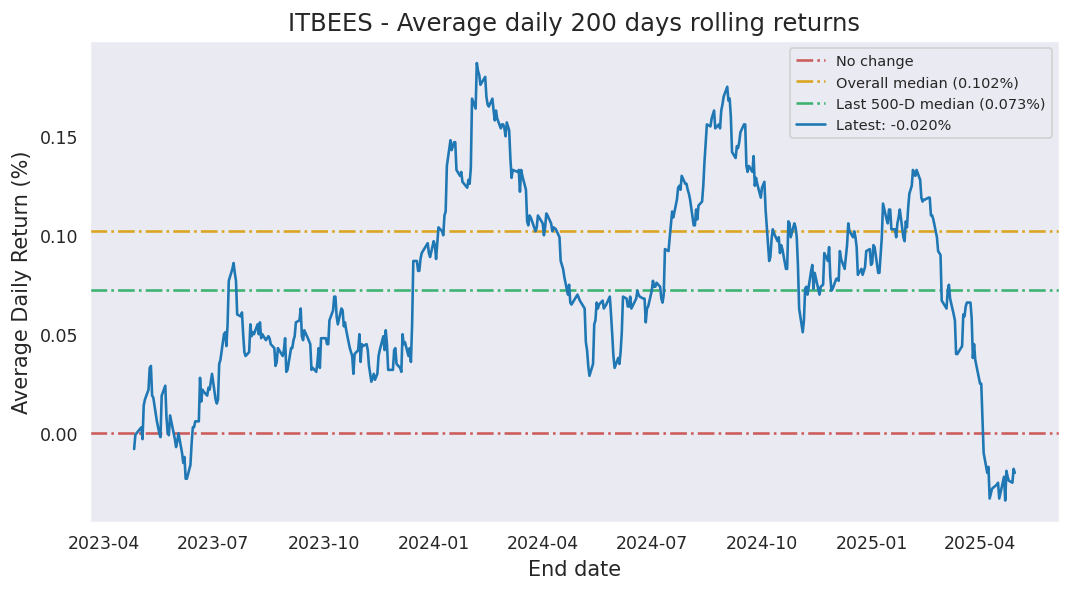 ITBEES - Average daily 200 days rolling returns
No change
Overall median (0.102%)
Last 500-D median (0.073%)
Latest: -0.020%
Average Daily Return (%)
0.15
0.10
0.05
0.00
2023-04 2023-07 2023-10 2024-01 2024-04 2024-07 2024-10 2025-01 2025-04
End date